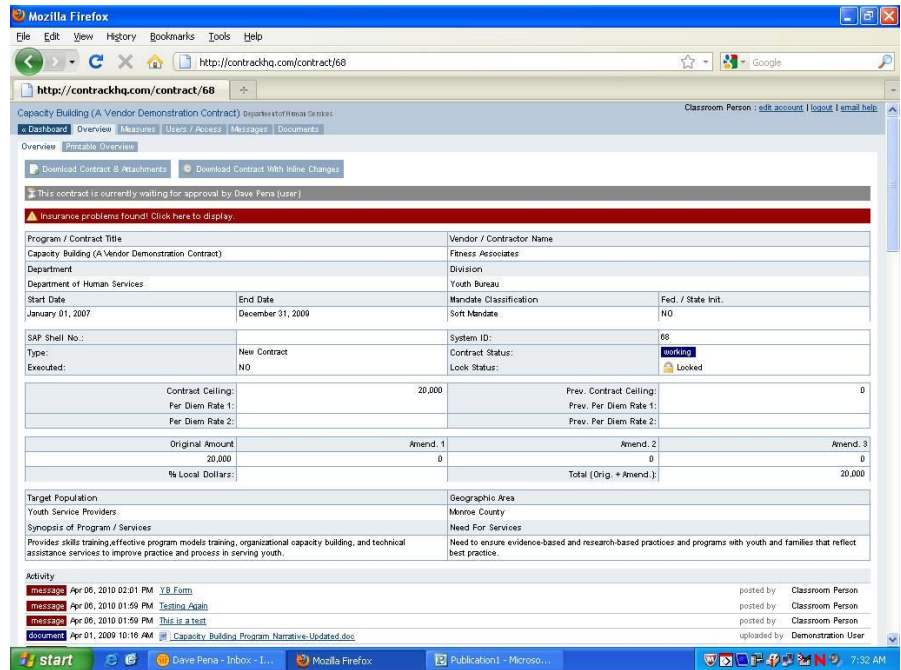 Mozilla Firefox
File Edit View History Bookmarks Tools Help
http://contrackhq.com/contract/68
Google
http://contrackhq.com/contract/68
Capacity Building (A Vendor Demonstration Contract) Department of Human Services
Classroom Person : edit account | logout | email help
« Dashboard Overview Measures Users / Access Messages Documents
Overview Printable Overview
Download Contract & Attachments Download Contract With Inline Changes
This contract is currently waiting for approval by Dave Pena (user)
Insurance problems found! Click here to display.
Program / Contract Title Vendor / Contractor Name
Capacity Building (A Vendor Demonstration Contract) Fitness Associates
Department Division
Department of Human Services Youth Bureau
Start Date End Date Mandate Classification Fed. / State Init.
January 01, 2007 December 31, 2009 Soft Mandate NO
SAP Shell No.: System ID: 68
Type: New Contract Contract Status: working
Executed: NO Lock Status: Locked
Contract Ceiling: 20,000 Prev. Contract Ceiling: 0
Per Diem Rate 1: Prev. Per Diem Rate 1:
Per Diem Rate 2: Prev. Per Diem Rate 2:
Original Amount Amend. 1 Amend. 2 Amend. 3
20,000 0 0 0
% Local Dollars: Total (Orig. + Amend.): 20,000
Target Population Geographic Area
Youth Service Providers Monroe County
Synopsis of Program / Services Need For Services
Provides skills training,effective program models training, organizational capacity building, and technical Need to ensure evidence-based and research-based practices and programs with youth and families that reflect
assistance services to improve practice and process in serving youth. best practice.
Activity
message Apr 06, 2010 02:01 PM YB Form posted by Classroom Person
message Apr 06, 2010 01:59 PM Testing Again posted by Classroom Person
message Apr 06, 2010 01:59 PM This is a test posted by Classroom Person
document Apr 01, 2009 10:16 AM Capacity Building Program Narrative-Updated.doc uploaded by Demonstration User
start Dave Pena - Inbox - I... Mozilla Firefox Publication1 - Microso... 7:32 AM